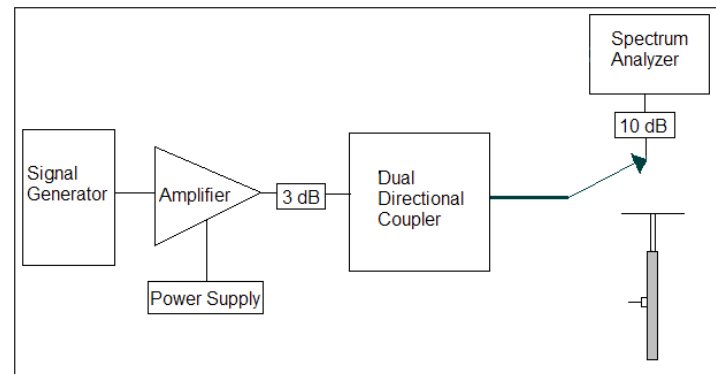 Spectrum
Analyzer
10 dB
Signal
Generator
Amplifier
3 dB
Dual
Directional
Coupler
Power Supply